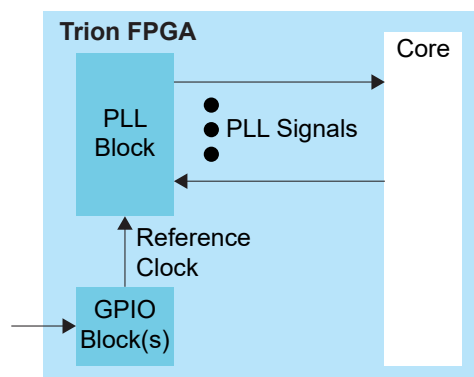 Trion FPGA
Core
PLL
Block
PLL Signals
Reference
Clock
GPIO
Block(s)